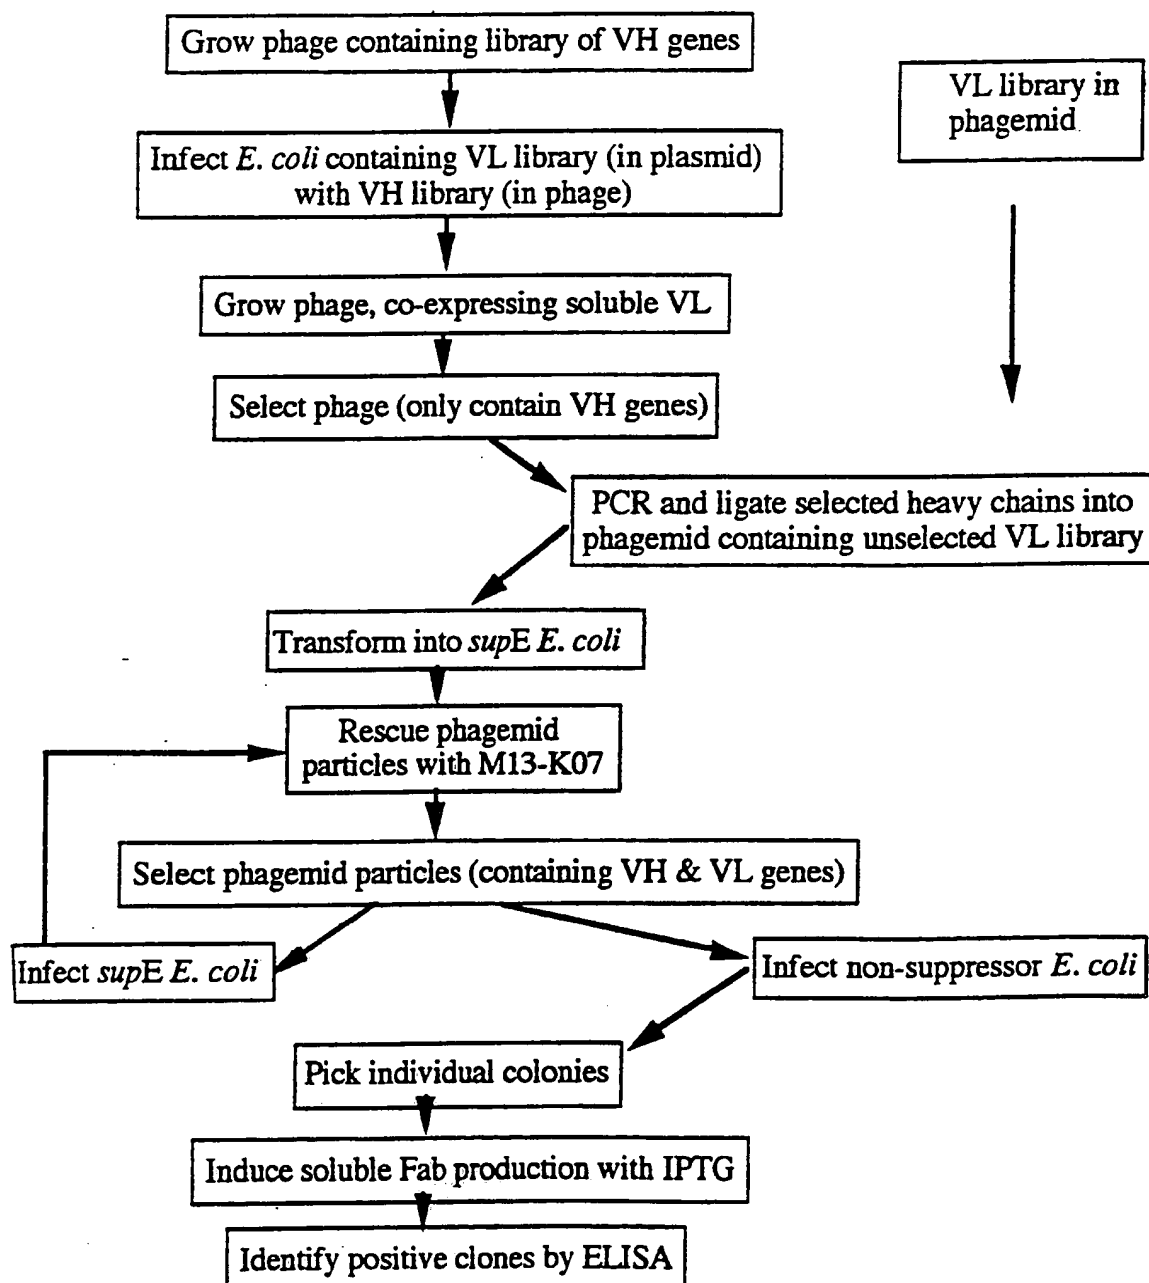 Grow phage containing library of VH genes
VL library in
phagemid
Infect E. coli containing VL library (in plasmid)
with VH library (in phage)
Grow phage, co-expressing soluble VL
Select phage (only contain VH genes)
PCR and ligate selected heavy chains into
phagemid containing unselected VL library
Transform into supE E. coli
Rescue phagemid
particles with M13-K07
Select phagemid particles (containing VH & VL genes)
Infect supE E. coli
Infect non-suppressor E. coli
Pick individual colonies
Induce soluble Fab production with IPTG
Identify positive clones by ELISA